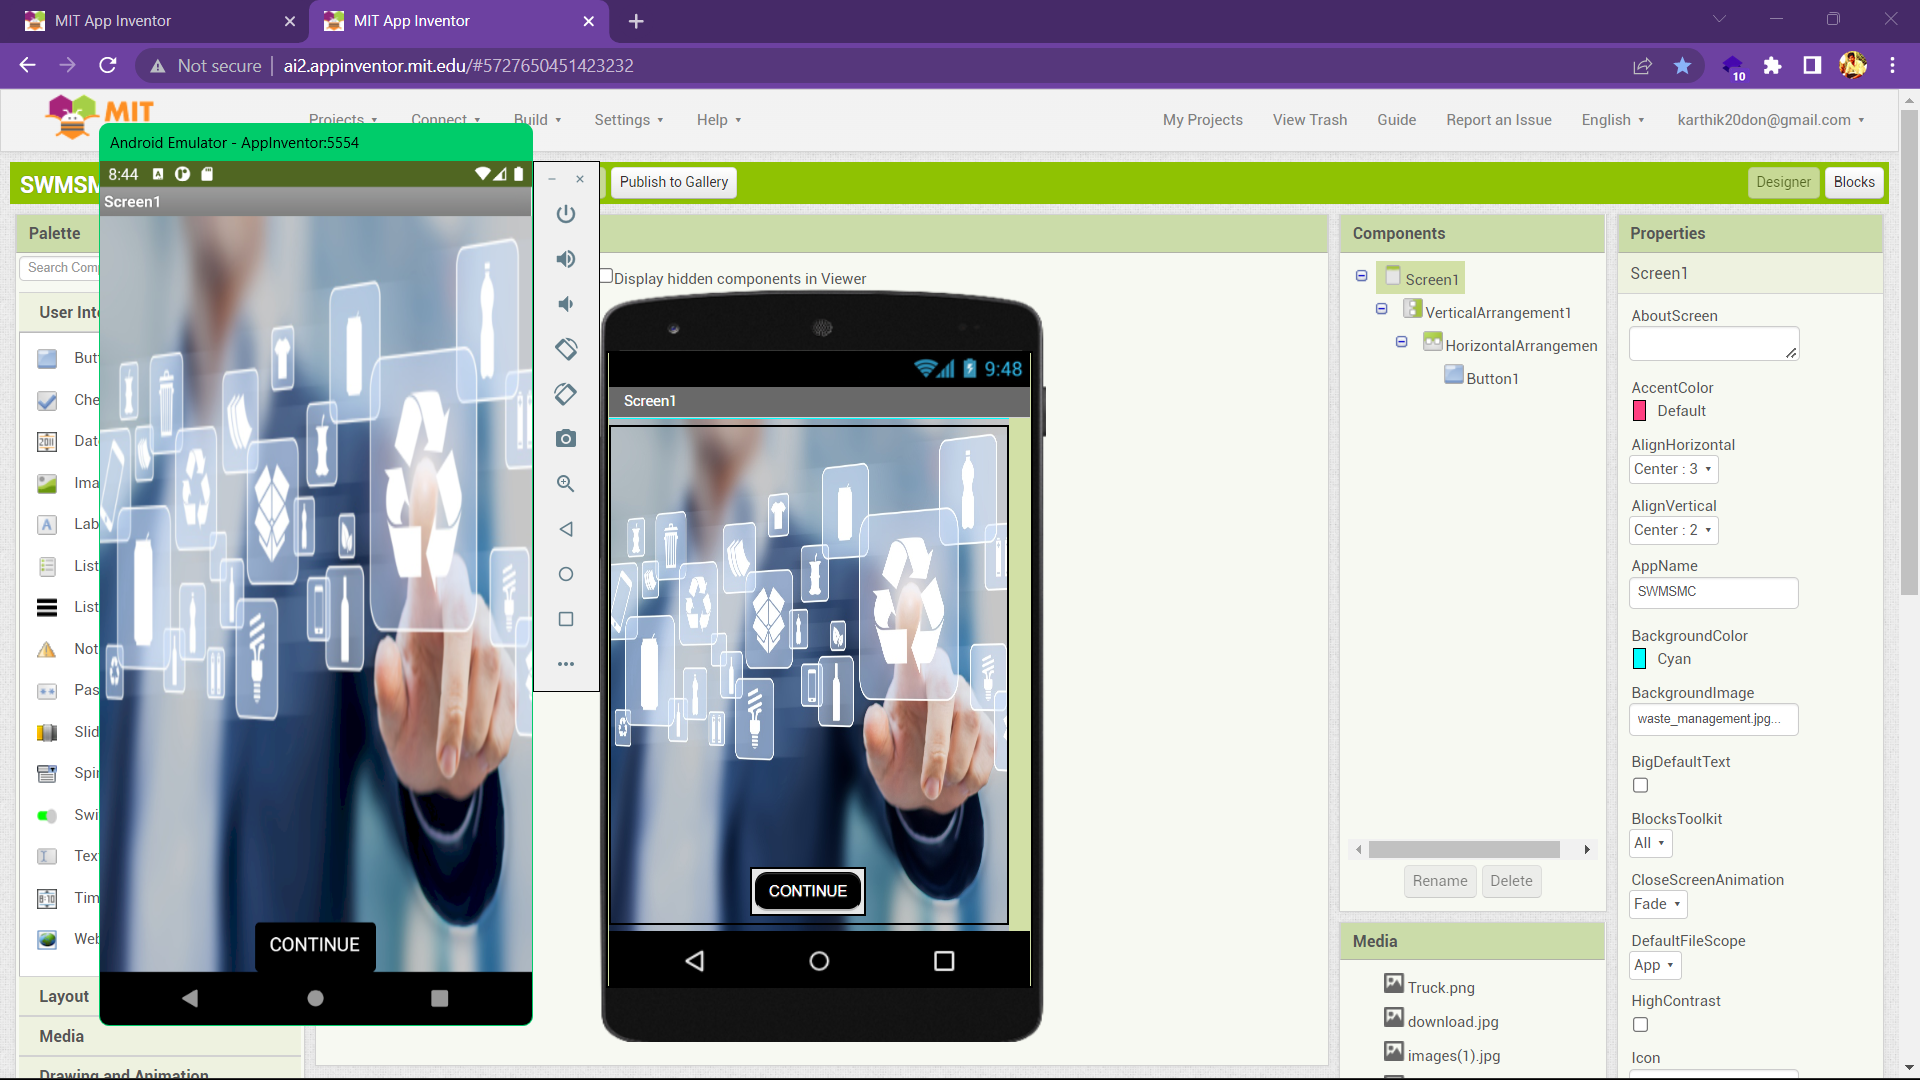 MIT App Inventor
MIT App Inventor
Not secure
ai2.appinventor.mit.edu/#5727650451423232
10
MIT
Projects
Connect
Build
Settings
Help
My Projects
View Trash
Guide
Report an Issue
English
karthik20don@gmail.com
Android Emulator - AppInventor:5554
8:44
Screen1
CONTINUE
SWMSM
Publish to Gallery
Designer
Blocks
Palette
Search Com
User Int
But
Che
Dat
Ima
Lab
List
List
Not
Pas
Slid
Spi
Swi
Tex
Tim
Web
Layout
Media
Drawing and Animation
Display hidden components in Viewer
9:48
Screen1
CONTINUE
Components
Screen1
VerticalArrangement1
HorizontalArrangemen
Button1
Rename
Delete
Media
Truck.png
download.jpg
images(1).jpg
Properties
Screen1
AboutScreen
AccentColor
Default
AlignHorizontal
Center : 3
AlignVertical
Center : 2
AppName
SWMSMC
BackgroundColor
Cyan
BackgroundImage
waste_management.jpg...
BigDefaultText
BlocksToolkit
All
CloseScreenAnimation
Fade
DefaultFileScope
App
HighContrast
Icon